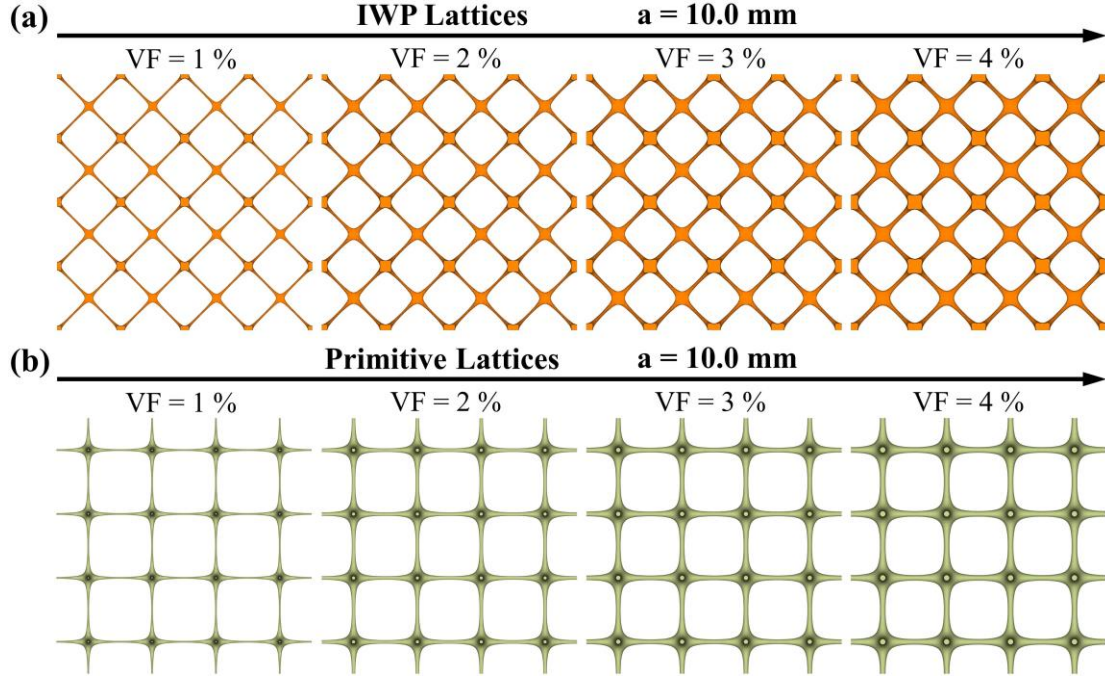 (a) IWP Lattices a = 10.0 mm
VF = 1 % VF = 2 % VF = 3 % VF = 4 %
(b) Primitive Lattices a = 10.0 mm
VF = 1 % VF = 2 % VF = 3 % VF = 4 %